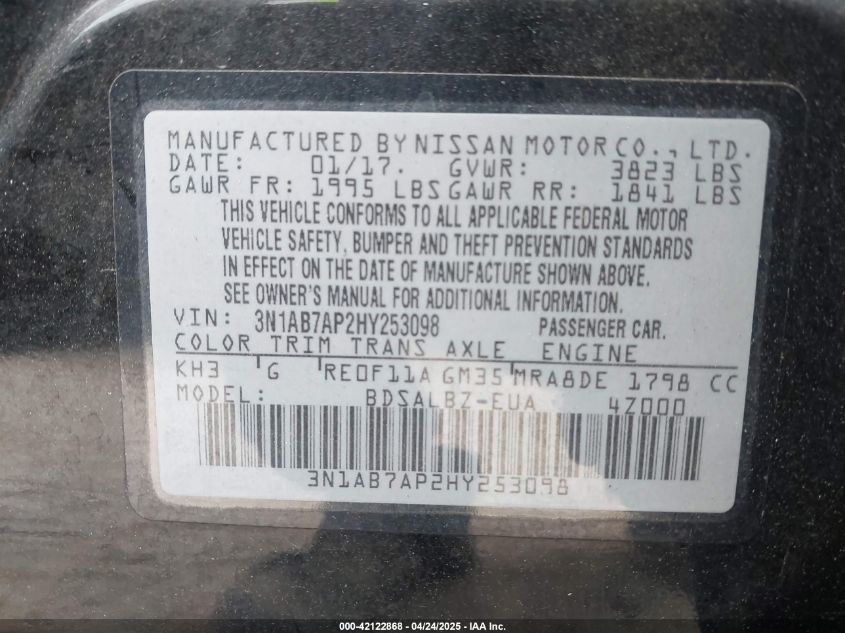 MANUFACTURED BY NISSAN MOTOR CO., LTD.
DATE: 01/17. GVWR: 3823 LBS
GAWR FR: 1995 LBS GAWR RR: 1841 LBS
THIS VEHICLE CONFORMS TO ALL APPLICABLE FEDERAL MOTOR
VEHICLE SAFETY, BUMPER AND THEFT PREVENTION STANDARDS
IN EFFECT ON THE DATE OF MANUFACTURE SHOWN ABOVE.
SEE OWNER'S MANUAL FOR ADDITIONAL INFORMATION.
VIN: 3N1AB7AP2HY253098 PASSENGER CAR.
COLOR TRIM TRANS AXLE ENGINE
KH3 G RE0F11A GM35 MRA8DE 1798 CC
MODEL: BDSALBZ-EUA 4Z000
3N1AB7AP2HY253098
000-42122868 - 04/24/2025 - IAA Inc.